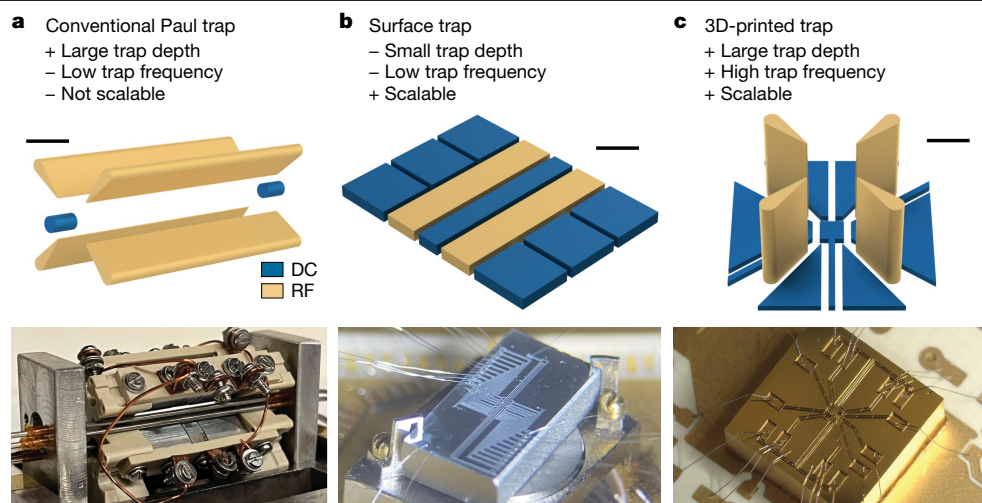 a Conventional Paul trap
+ Large trap depth
– Low trap frequency
– Not scalable
b Surface trap
– Small trap depth
– Low trap frequency
+ Scalable
c 3D-printed trap
+ Large trap depth
+ High trap frequency
+ Scalable
DC
RF